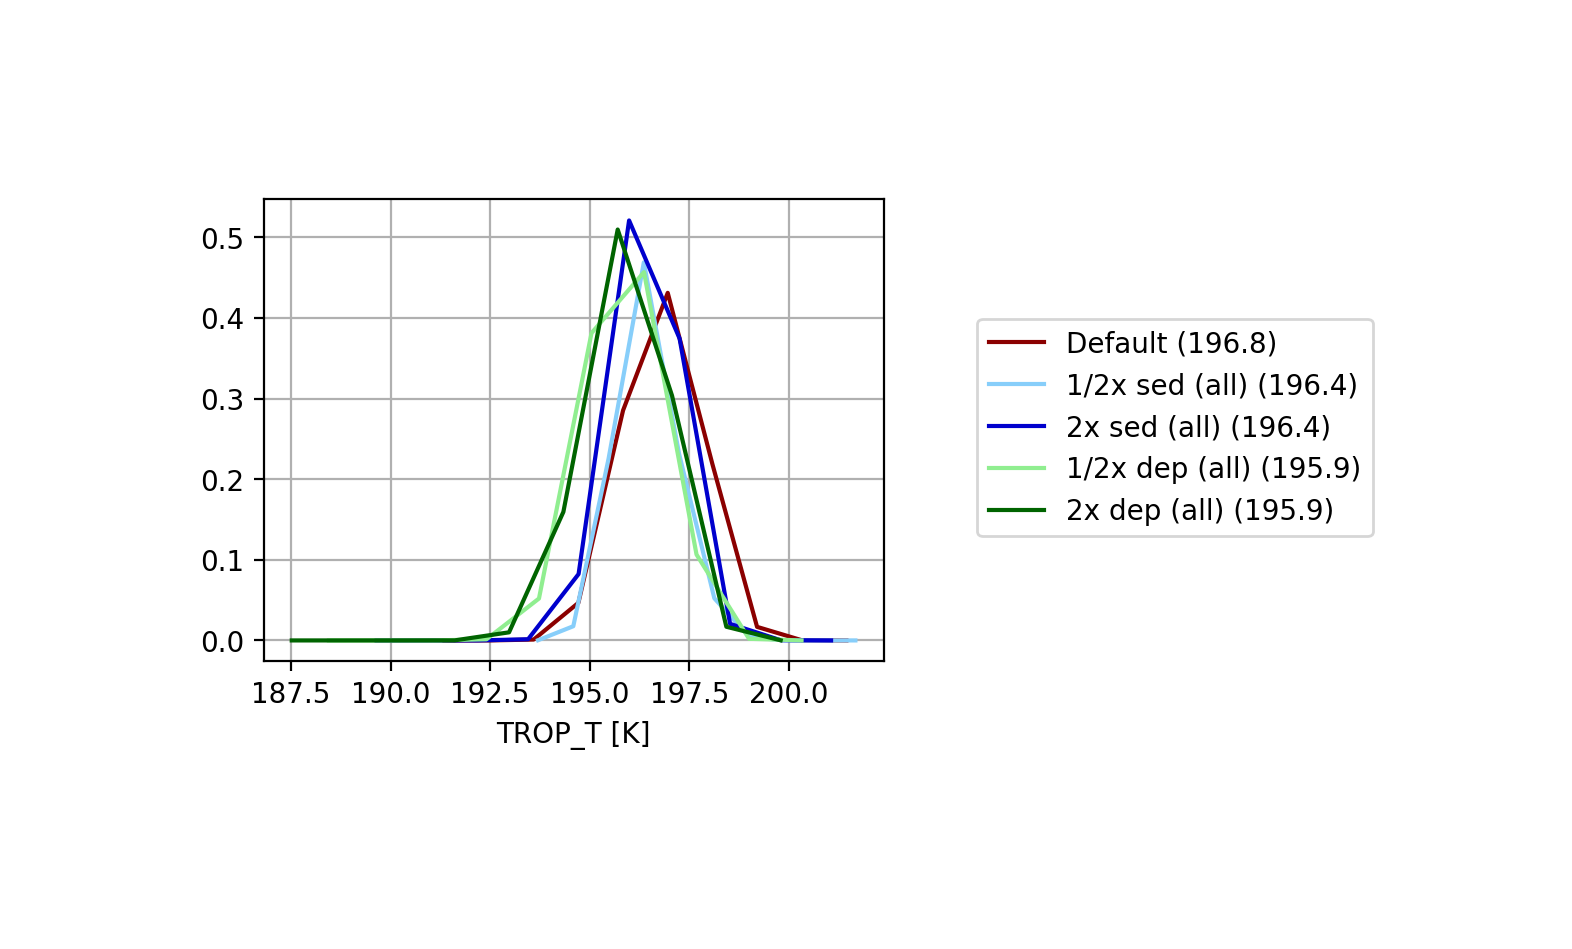 0.5
0.4
0.3
0.2
0.1
0.0
187.5 190.0 192.5 195.0 197.5 200.0
TROP_T [K]
Default (196.8)
1/2x sed (all) (196.4)
2x sed (all) (196.4)
1/2x dep (all) (195.9)
2x dep (all) (195.9)